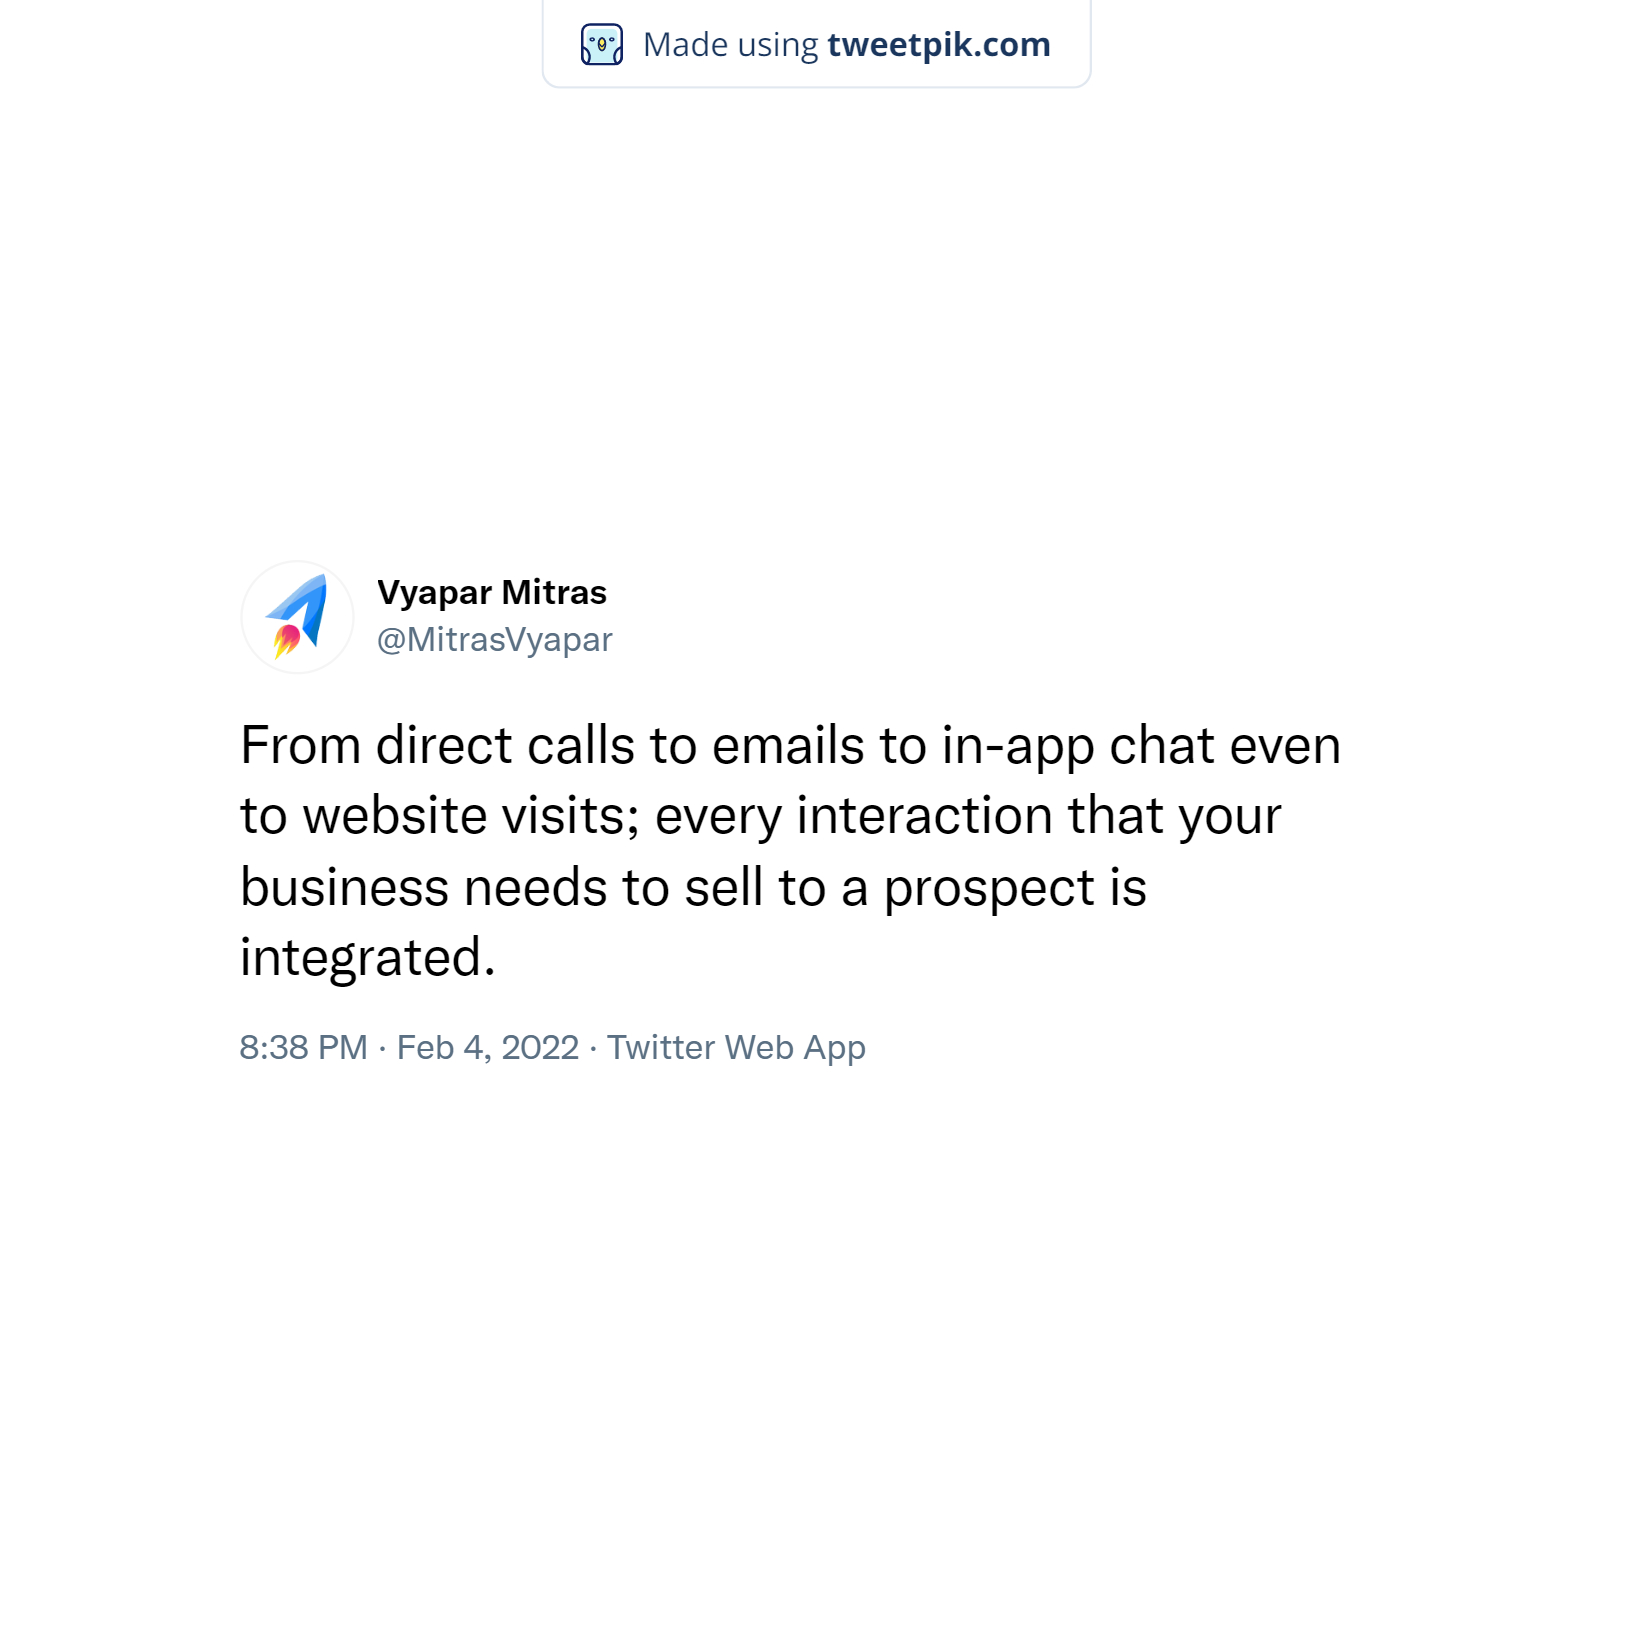 Made using tweetpik.com
Vyapar Mitras
@MitrasVyapar
From direct calls to emails to in-app chat even
to website visits; every interaction that your
business needs to sell to a prospect is
integrated.
8:38 PM · Feb 4, 2022 · Twitter Web App